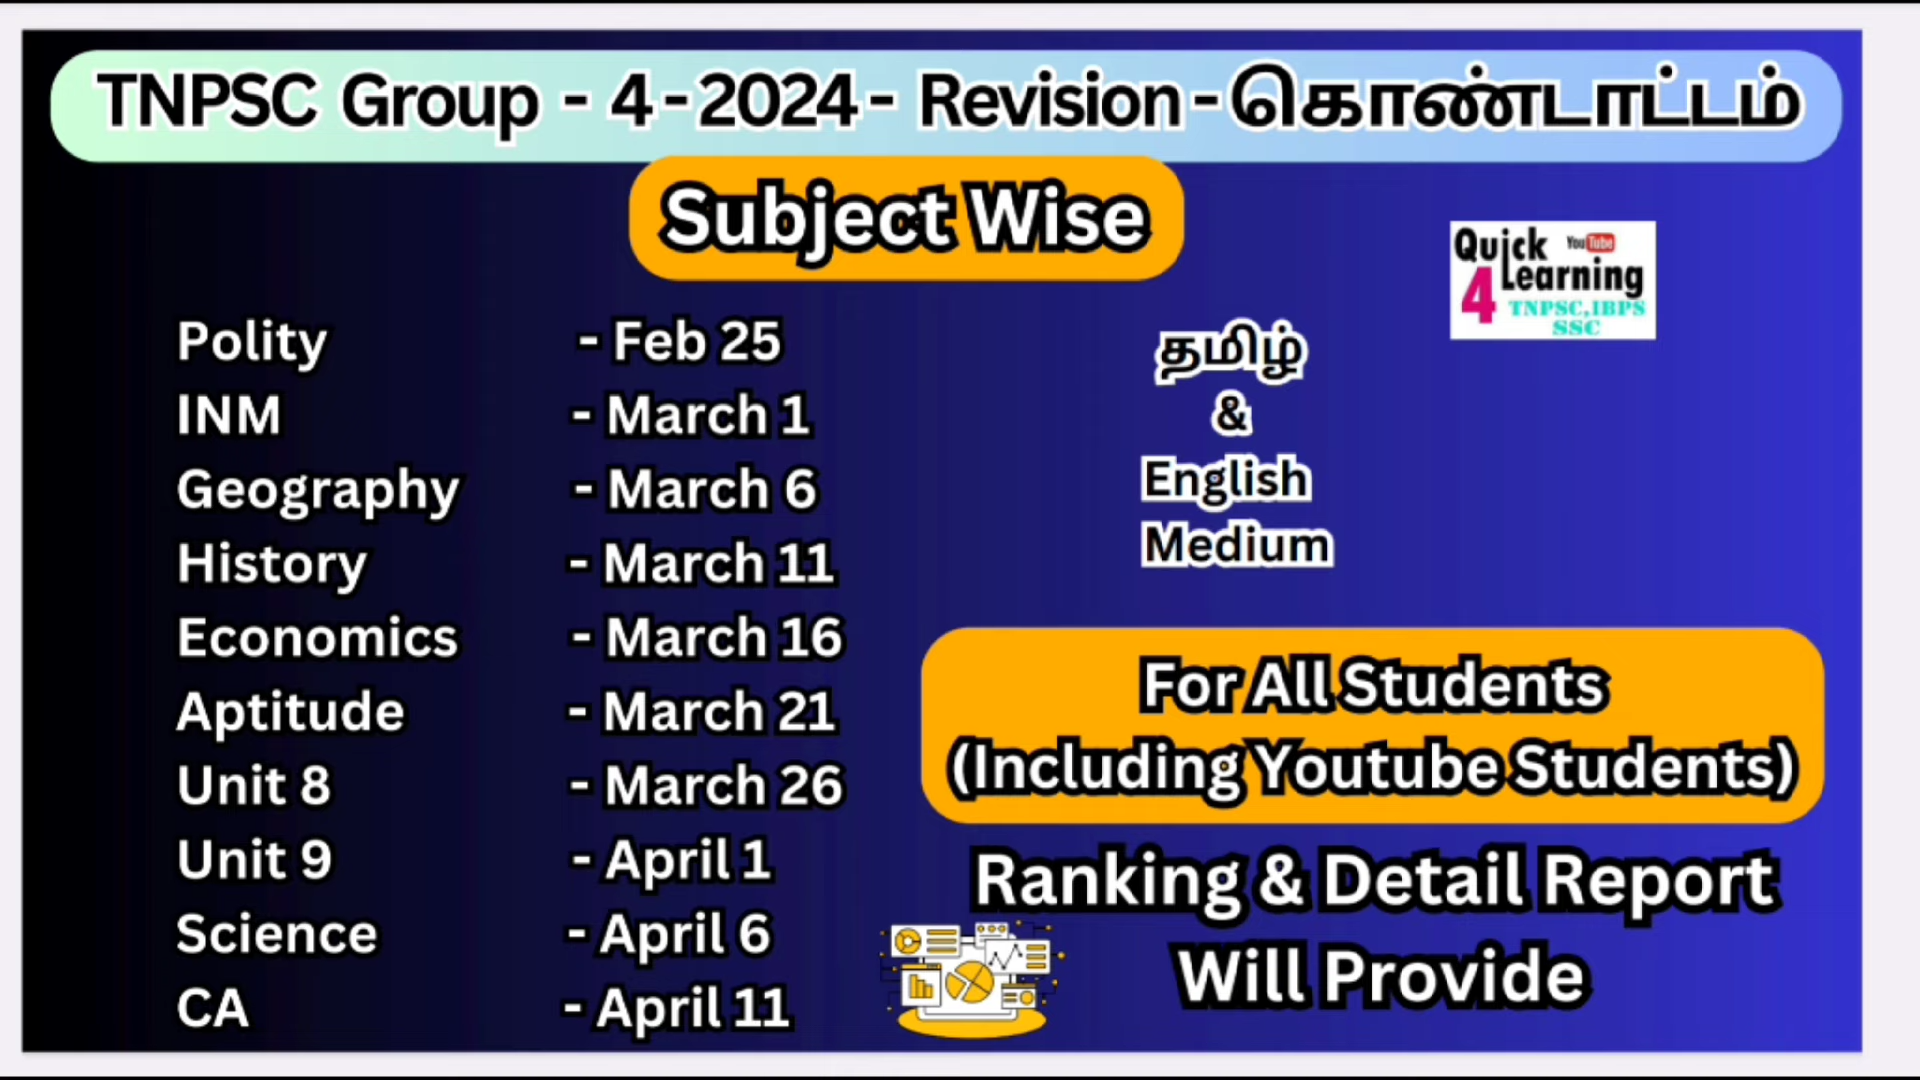 TNPSC Group - 4-2024- Revision-கொண்டாட்டம்
Subject Wise
Quick YouTube
4 Learning
TNPSC,IBPS
SSC
Polity - Feb 25
INM - March 1
Geography - March 6
History - March 11
Economics - March 16
Aptitude - March 21
Unit 8 - March 26
Unit 9 - April 1
Science - April 6
CA - April 11
தமிழ்
&
English
Medium
For All Students
(Including Youtube Students)
Ranking & Detail Report
Will Provide